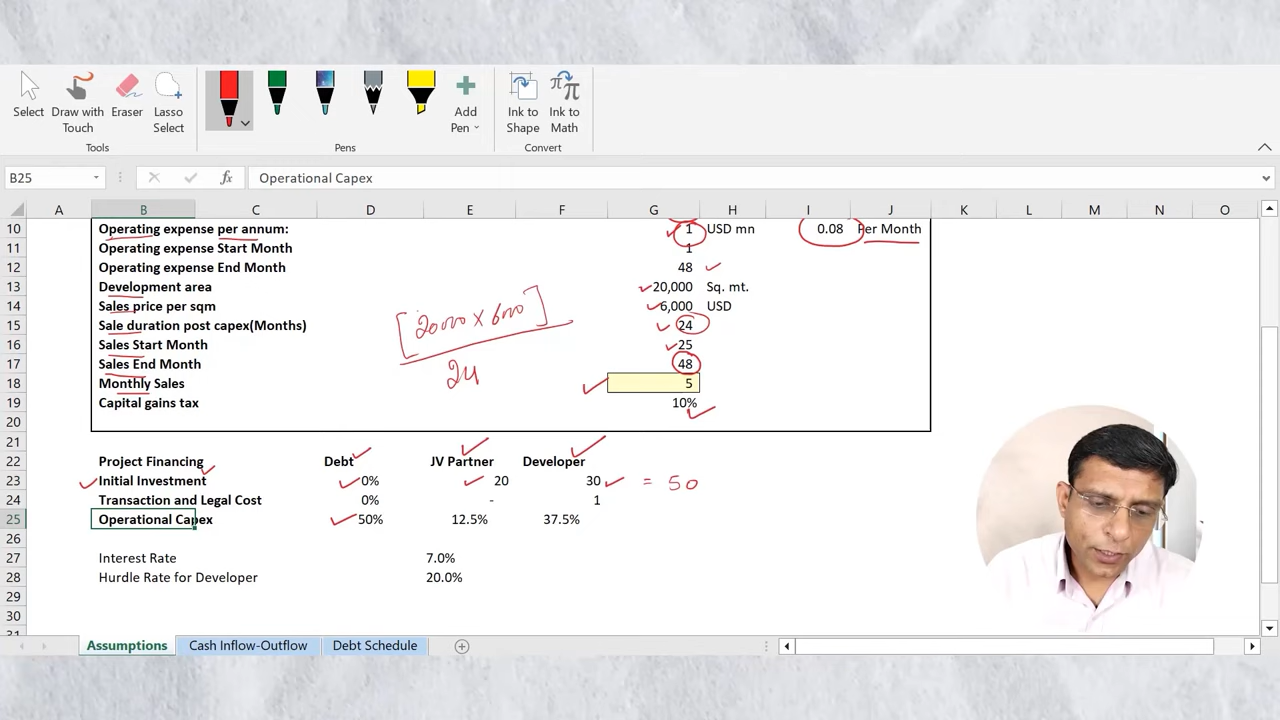 Select
Draw with Touch
Eraser
Lasso Select
Add Pen
Ink to Shape
Ink to Math
Tools
Pens
Convert
B25
fx
Operational Capex
A B C D E F G H I J K L M N O
10 Operating expense per annum: 1 USD mn 0.08 Per Month
11 Operating expense Start Month 1
12 Operating expense End Month 48
13 Development area 20,000 Sq. mt.
14 Sales price per sqm 6,000 USD
15 Sale duration post capex(Months) 24
16 Sales Start Month 25
17 Sales End Month 48
18 Monthly Sales 5
19 Capital gains tax 10%
[20000 x 6000]
24
20
21
22 Project Financing Debt JV Partner Developer
23 Initial Investment 0% 20 30 = 50
24 Transaction and Legal Cost 0% - 1
25 Operational Capex 50% 12.5% 37.5%
26
27 Interest Rate 7.0%
28 Hurdle Rate for Developer 20.0%
29
30
31
Assumptions
Cash Inflow-Outflow
Debt Schedule